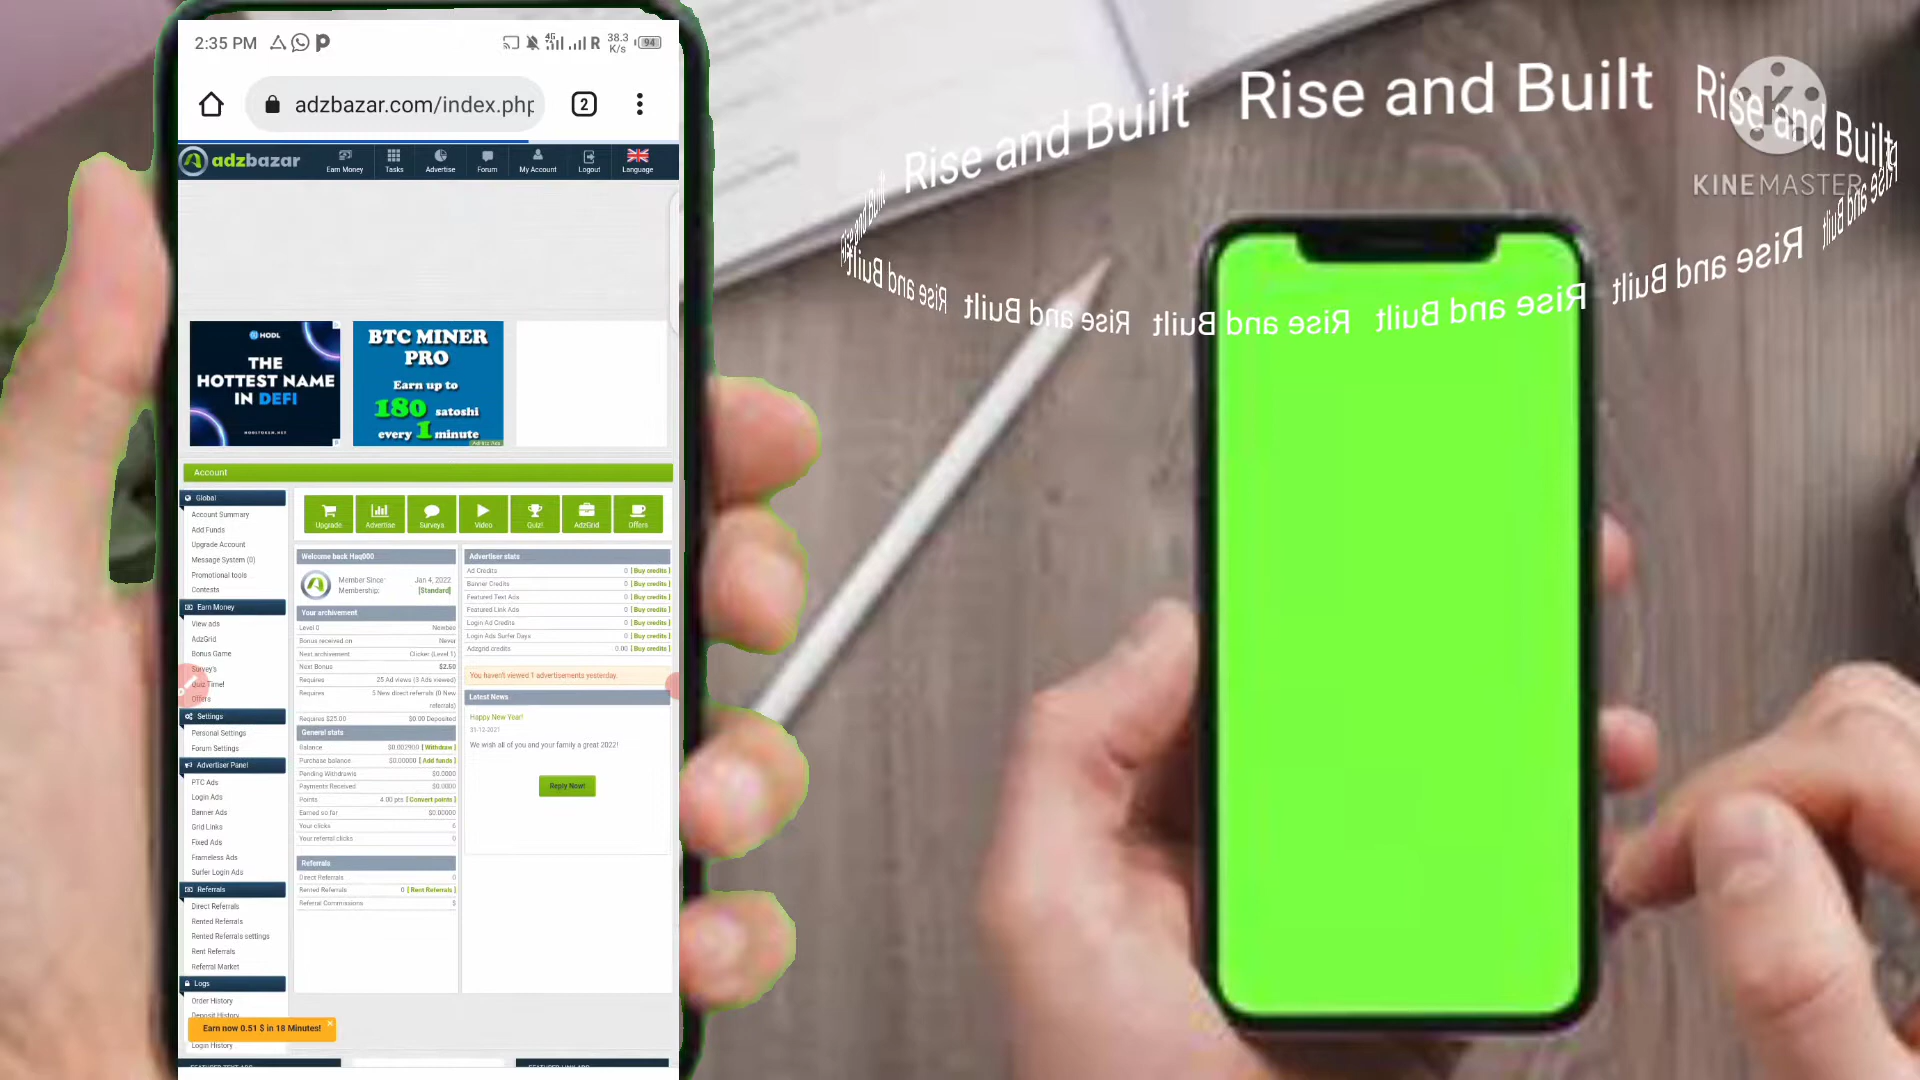 2:35 PM
4G
R
38.3
K/s
94
adzbazar.com/index.php
2
adzbazar
Earn Money
Tasks
Advertise
Forum
My Account
Logout
Language
HODL
THE
HOTTEST NAME
IN DEFI
BTC MINER
PRO
Earn up to
180 satoshi
every 1 minute
Account
Global
Account Summary
Add Funds
Upgrade Account
Message System (0)
Promotional tools
Contests
Earn Money
View ads
AdzGrid
Bonus Game
Survey's
Quiz Time!
Offers
Settings
Personal Settings
Forum Settings
Advertiser Panel
PTC Ads
Login Ads
Banner Ads
Grid Links
Fixed Ads
Frameless Ads
Surfer Login Ads
Referrals
Direct Referrals
Rented Referrals
Rented Referrals settings
Rent Referrals
Referral Market
Logs
Order History
Deposit History
Login History
Earn now 0.51 $ in 18 Minutes!
Upgrade
Advertise
Surveys
Video
Quiz!
AdzGrid
Offers
Welcome back Haq000
Member Since: Jan 4, 2022
Membership: [Standard]
Your archivement
Level 0 Newbee
Bonus received on Never
Next archivement Clicker (Level 1)
Next Bonus $2.50
Requires 25 Ad views (3 Ads viewed)
Requires 5 New direct referrals (0 New
referrals)
Requires $25.00 $0.00 Deposited
General stats
Balance $0.002950 [ Withdraw ]
Purchase balance $0.00000 [ Add funds ]
Pending Withdrawls $0.0000
Payments Received $0.0000
Points 4.00 pts [ Convert points ]
Earned so far $0.00000
Your clicks 6
Your referral clicks 0
Referrals
Direct Referrals 0
Rented Referrals 0 [ Rent Referrals ]
Referral Commissions $
Advertiser stats
Ad Credits 0 [ Buy credits ]
Banner Credits 0 [ Buy credits ]
Featured Text Ads 0 [ Buy credits ]
Featured Link Ads 0 [ Buy credits ]
Login Ad Credits 0 [ Buy credits ]
Login Ads Surfer Days 0 [ Buy credits ]
Adzgrid credits 0.00 [ Buy credits ]
You haven't viewed 1 advertisements yesterday.
Latest News
Happy New Year!
31-12-2021
We wish all of you and your family a great 2022!
Reply Now!
Rise and Built
Rise and Built
Rise and Built
KINEMASTER
Rise and Built
Rise and Built
Rise and Built
Rise and Built
Rise and Built